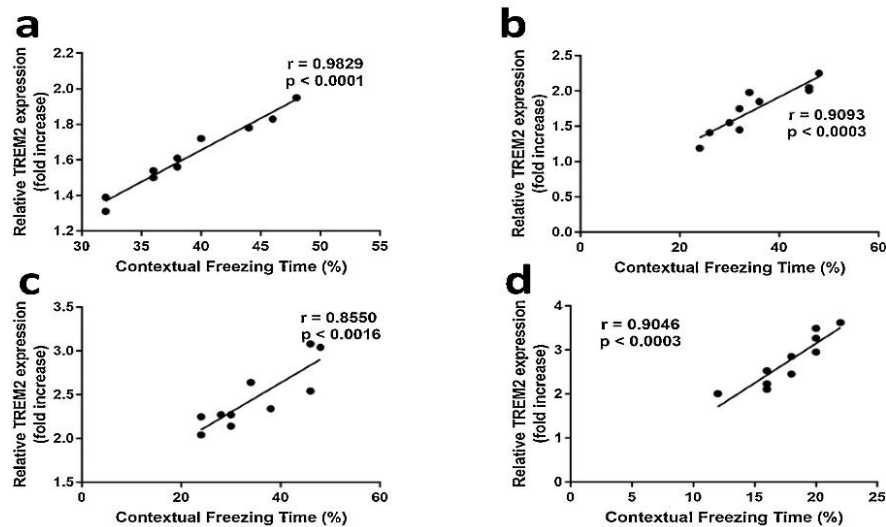 a
r = 0.9829
p < 0.0001
Relative TREM2 expression
(fold increase)
2.2
2.0
1.8
1.6
1.4
1.2
30 35 40 45 50 55
Contextual Freezing Time (%)
b
r = 0.9093
p < 0.0003
Relative TREM2 expression
(fold increase)
2.5
2.0
1.5
1.0
0.5
0.0
0 20 40 60
Contextual Freezing Time (%)
c
r = 0.8550
p < 0.0016
Relative TREM2 expression
(fold increase)
3.5
3.0
2.5
2.0
1.5
0 20 40 60
Contextual Freezing Time (%)
d
r = 0.9046
p < 0.0003
Relative TREM2 expression
(fold increase)
4
3
2
1
0
0 5 10 15 20 25
Contextual Freezing Time (%)